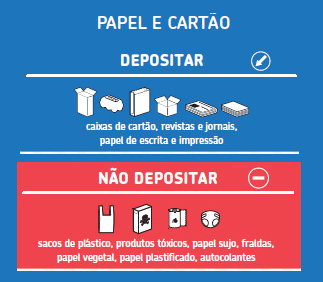 PAPEL E CARTÃO
DEPOSITAR
caixas de cartão, revistas e jornais,
papel de escrita e impressão
NÃO DEPOSITAR
sacos de plástico, produtos tóxicos, papel sujo, fraldas,
papel vegetal, papel plastificado, autocolantes